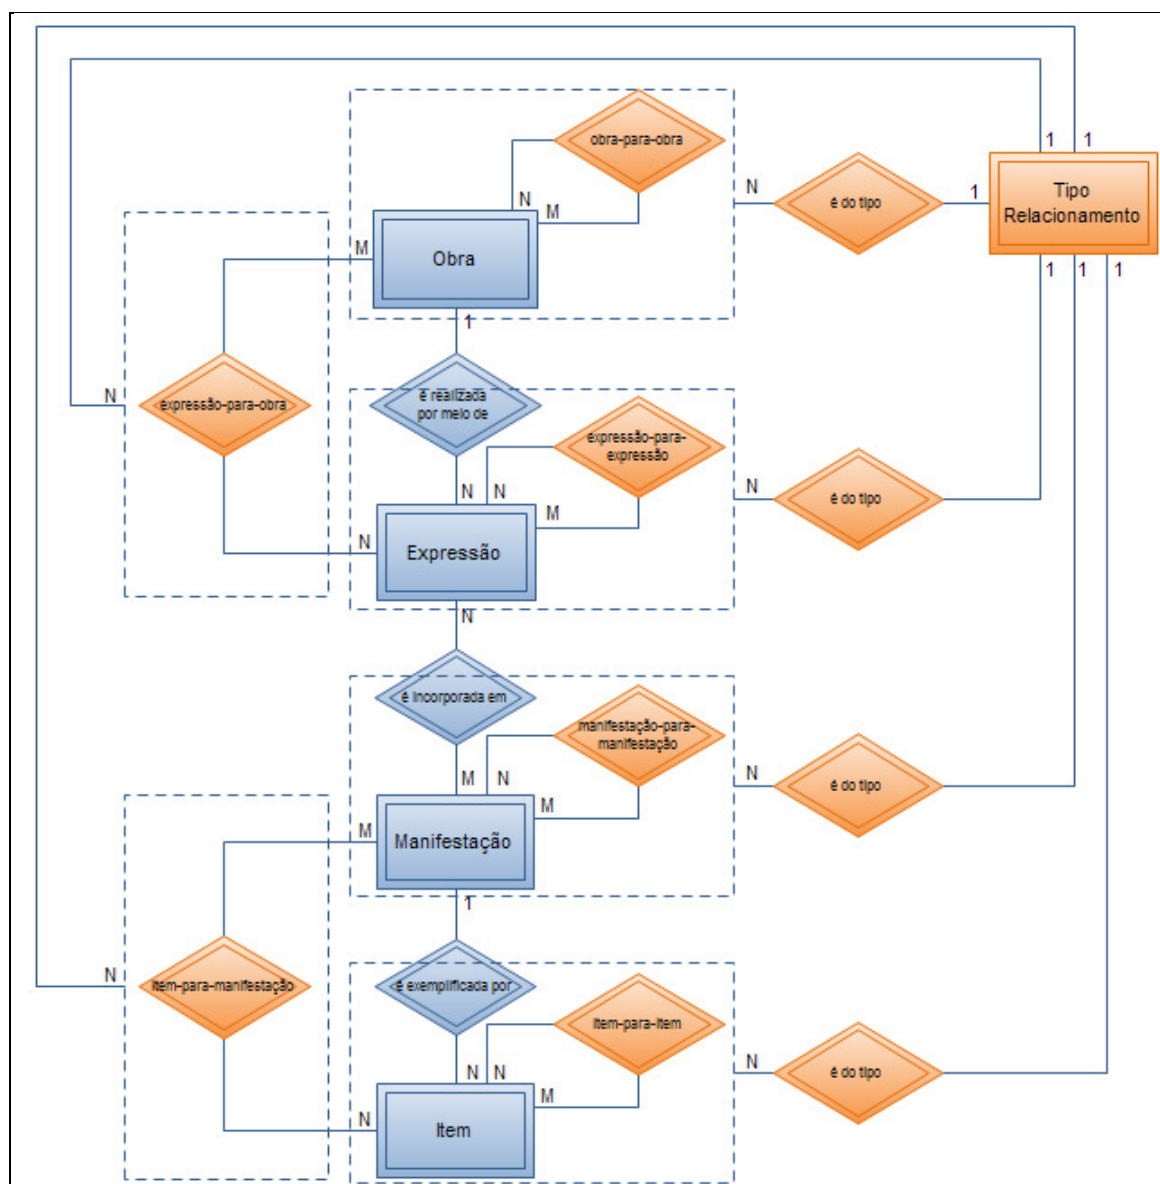 1
1
obra-para-obra
N
M
N
é do tipo
1
Tipo
Relacionamento
M
Obra
1
1
1
1
N
expressão-para-obra
é realizada
por meio de
expressão-para-
expressão
N
N
M
N
é do tipo
N
Expressão
N
é incorporada em
manifestação-para-
manifestação
M
N
M
N
é do tipo
M
Manifestação
1
N
Item-para-manifestação
é exemplificada por
Item-para-Item
N
N
M
N
é do tipo
N
Item